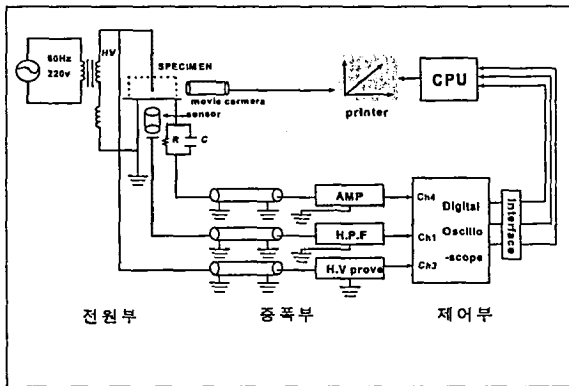 60Hz
220v
HV
SPECIMEN
movie carmera
sensor
R
C
printer
CPU
AMP
Ch4
Digital
H.P.F
Ch1
Oscillo
-scope
H.V prove
Ch3
Interface
전원부
증폭부
제어부